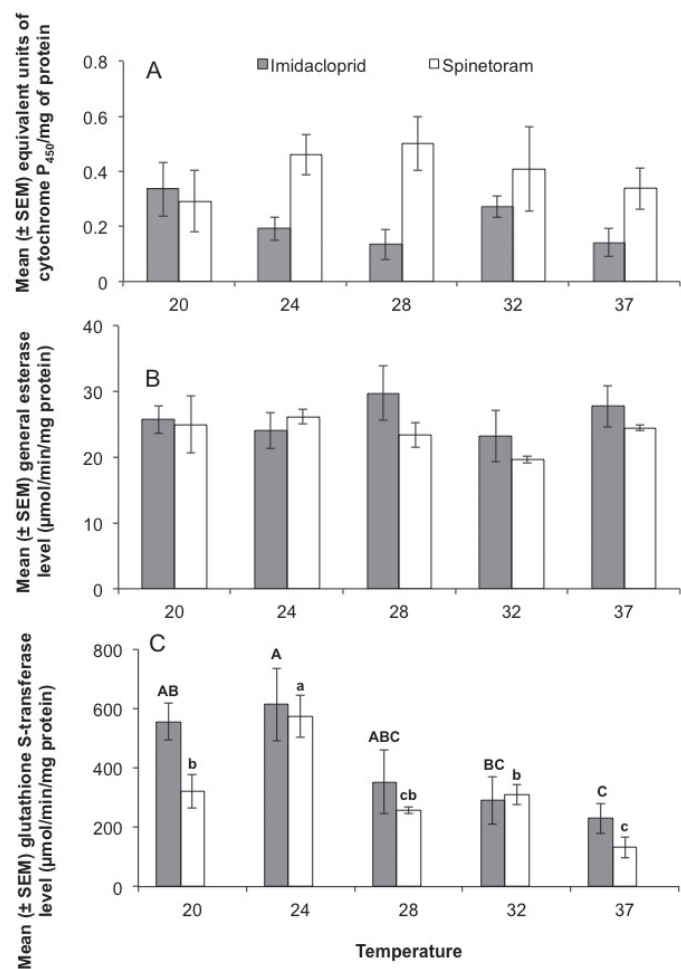 Mean (± SEM) equivalent units of
cytochrome P450/mg of protein
A
Imidacloprid
Spinetoram
0.8
0.6
0.4
0.2
0
20 24 28 32 37
Mean (± SEM) general esterase
level (µmol/min/mg protein)
B
40
30
20
10
0
20 24 28 32 37
Mean (± SEM) glutathione S-transferase
level (µmol/min/mg protein)
C
800
600
400
200
0
AB
b
A
a
ABC
cb
BC
b
C
c
20 24 28 32 37
Temperature